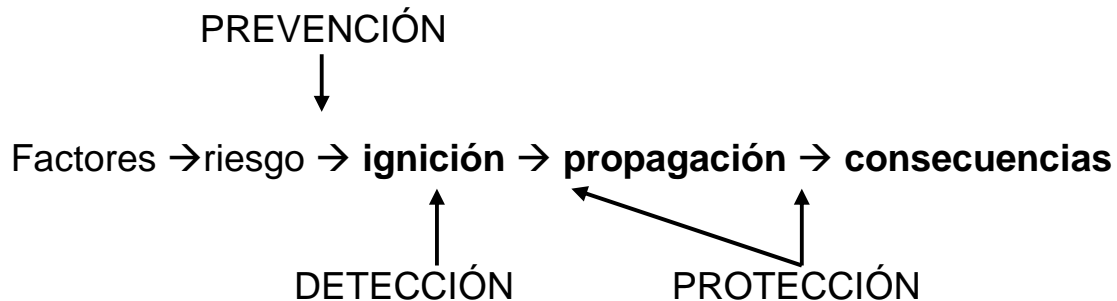 PREVENCIÓN
Factores →riesgo → ignición → propagación → consecuencias
DETECCIÓN PROTECCIÓN